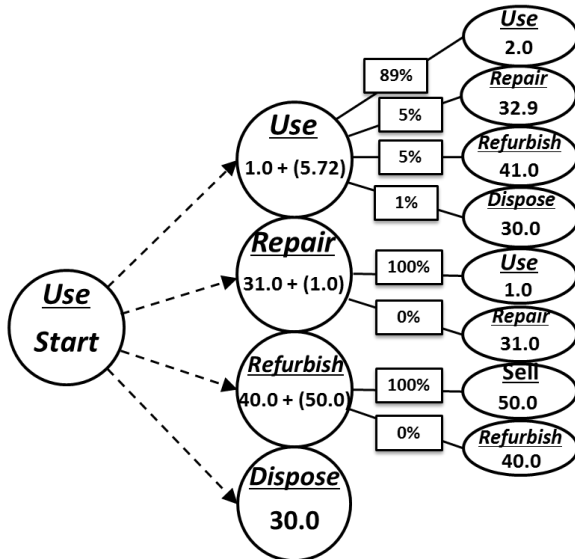 Use
Start
Use
1.0 + (5.72)
Repair
31.0 + (1.0)
Refurbish
40.0 + (50.0)
Dispose
30.0
89%
5%
5%
1%
100%
0%
100%
0%
Use
2.0
Repair
32.9
Refurbish
41.0
Dispose
30.0
Use
1.0
Repair
31.0
Sell
50.0
Refurbish
40.0